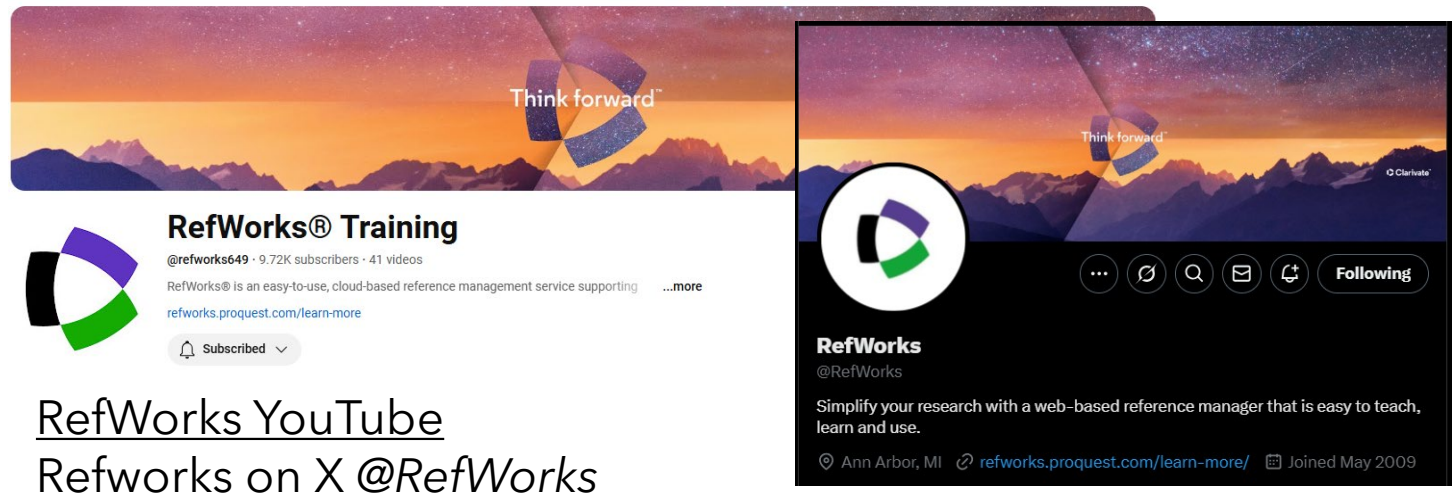 Think forward™
RefWorks® Training
@refworks649 · 9.72K subscribers · 41 videos
RefWorks® is an easy-to-use, cloud-based reference management service supporting ...more
refworks.proquest.com/learn-more
Subscribed
RefWorks YouTube
Refworks on X @RefWorks
Think forward™
Clarivate™
Following
RefWorks
@RefWorks
Simplify your research with a web-based reference manager that is easy to teach,
learn and use.
Ann Arbor, MI refworks.proquest.com/learn-more/ Joined May 2009